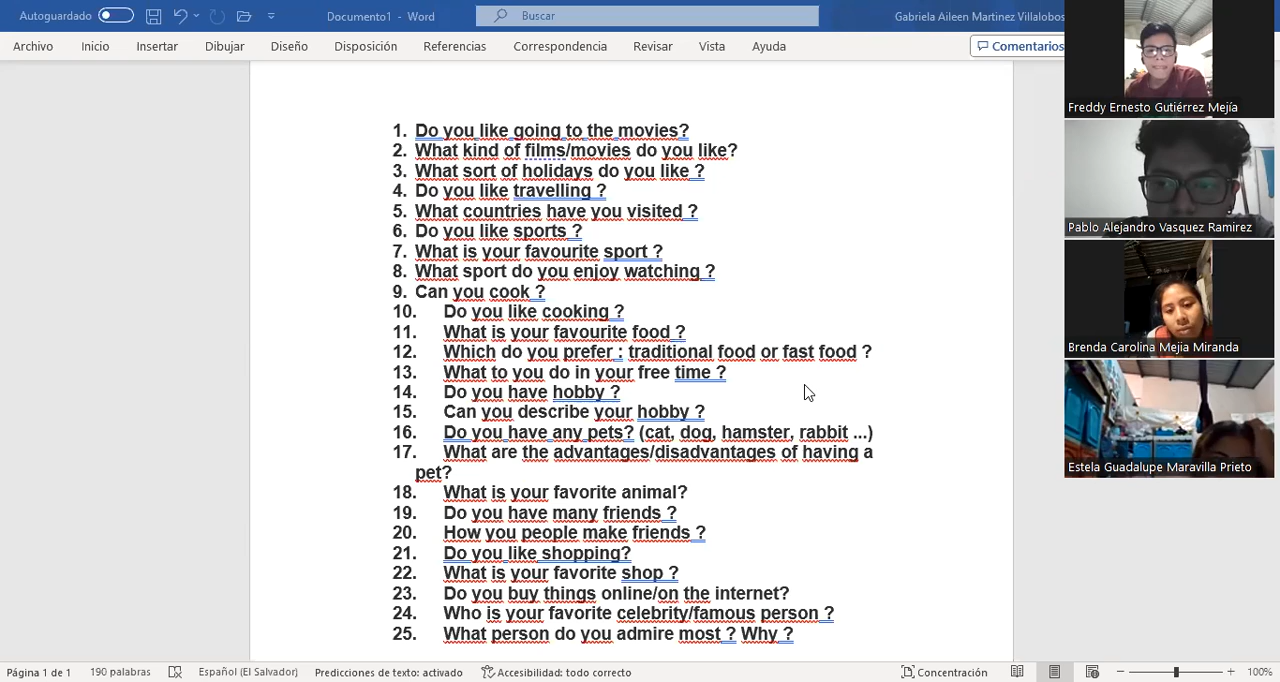 Autoguardado
Documento1 - Word
Buscar
Gabriela Aileen Martinez Villalobos
Archivo Inicio Insertar Dibujar Diseño Disposición Referencias Correspondencia Revisar Vista Ayuda
Comentarios
1. Do you like going to the movies?
2. What kind of films/movies do you like?
3. What sort of holidays do you like ?
4. Do you like travelling ?
5. What countries have you visited ?
6. Do you like sports ?
7. What is your favourite sport ?
8. What sport do you enjoy watching ?
9. Can you cook ?
10. Do you like cooking ?
11. What is your favourite food ?
12. Which do you prefer : traditional food or fast food ?
13. What to you do in your free time ?
14. Do you have hobby ?
15. Can you describe your hobby ?
16. Do you have any pets? (cat, dog, hamster, rabbit ...)
17. What are the advantages/disadvantages of having a
pet?
18. What is your favorite animal?
19. Do you have many friends ?
20. How you people make friends ?
21. Do you like shopping?
22. What is your favorite shop ?
23. Do you buy things online/on the internet?
24. Who is your favorite celebrity/famous person ?
25. What person do you admire most ? Why ?
Freddy Ernesto Gutiérrez Mejía
Pablo Alejandro Vasquez Ramirez
Brenda Carolina Mejia Miranda
Estela Guadalupe Maravilla Prieto
Página 1 de 1 190 palabras Español (El Salvador) Predicciones de texto: activado Accesibilidad: todo correcto Concentración 100%